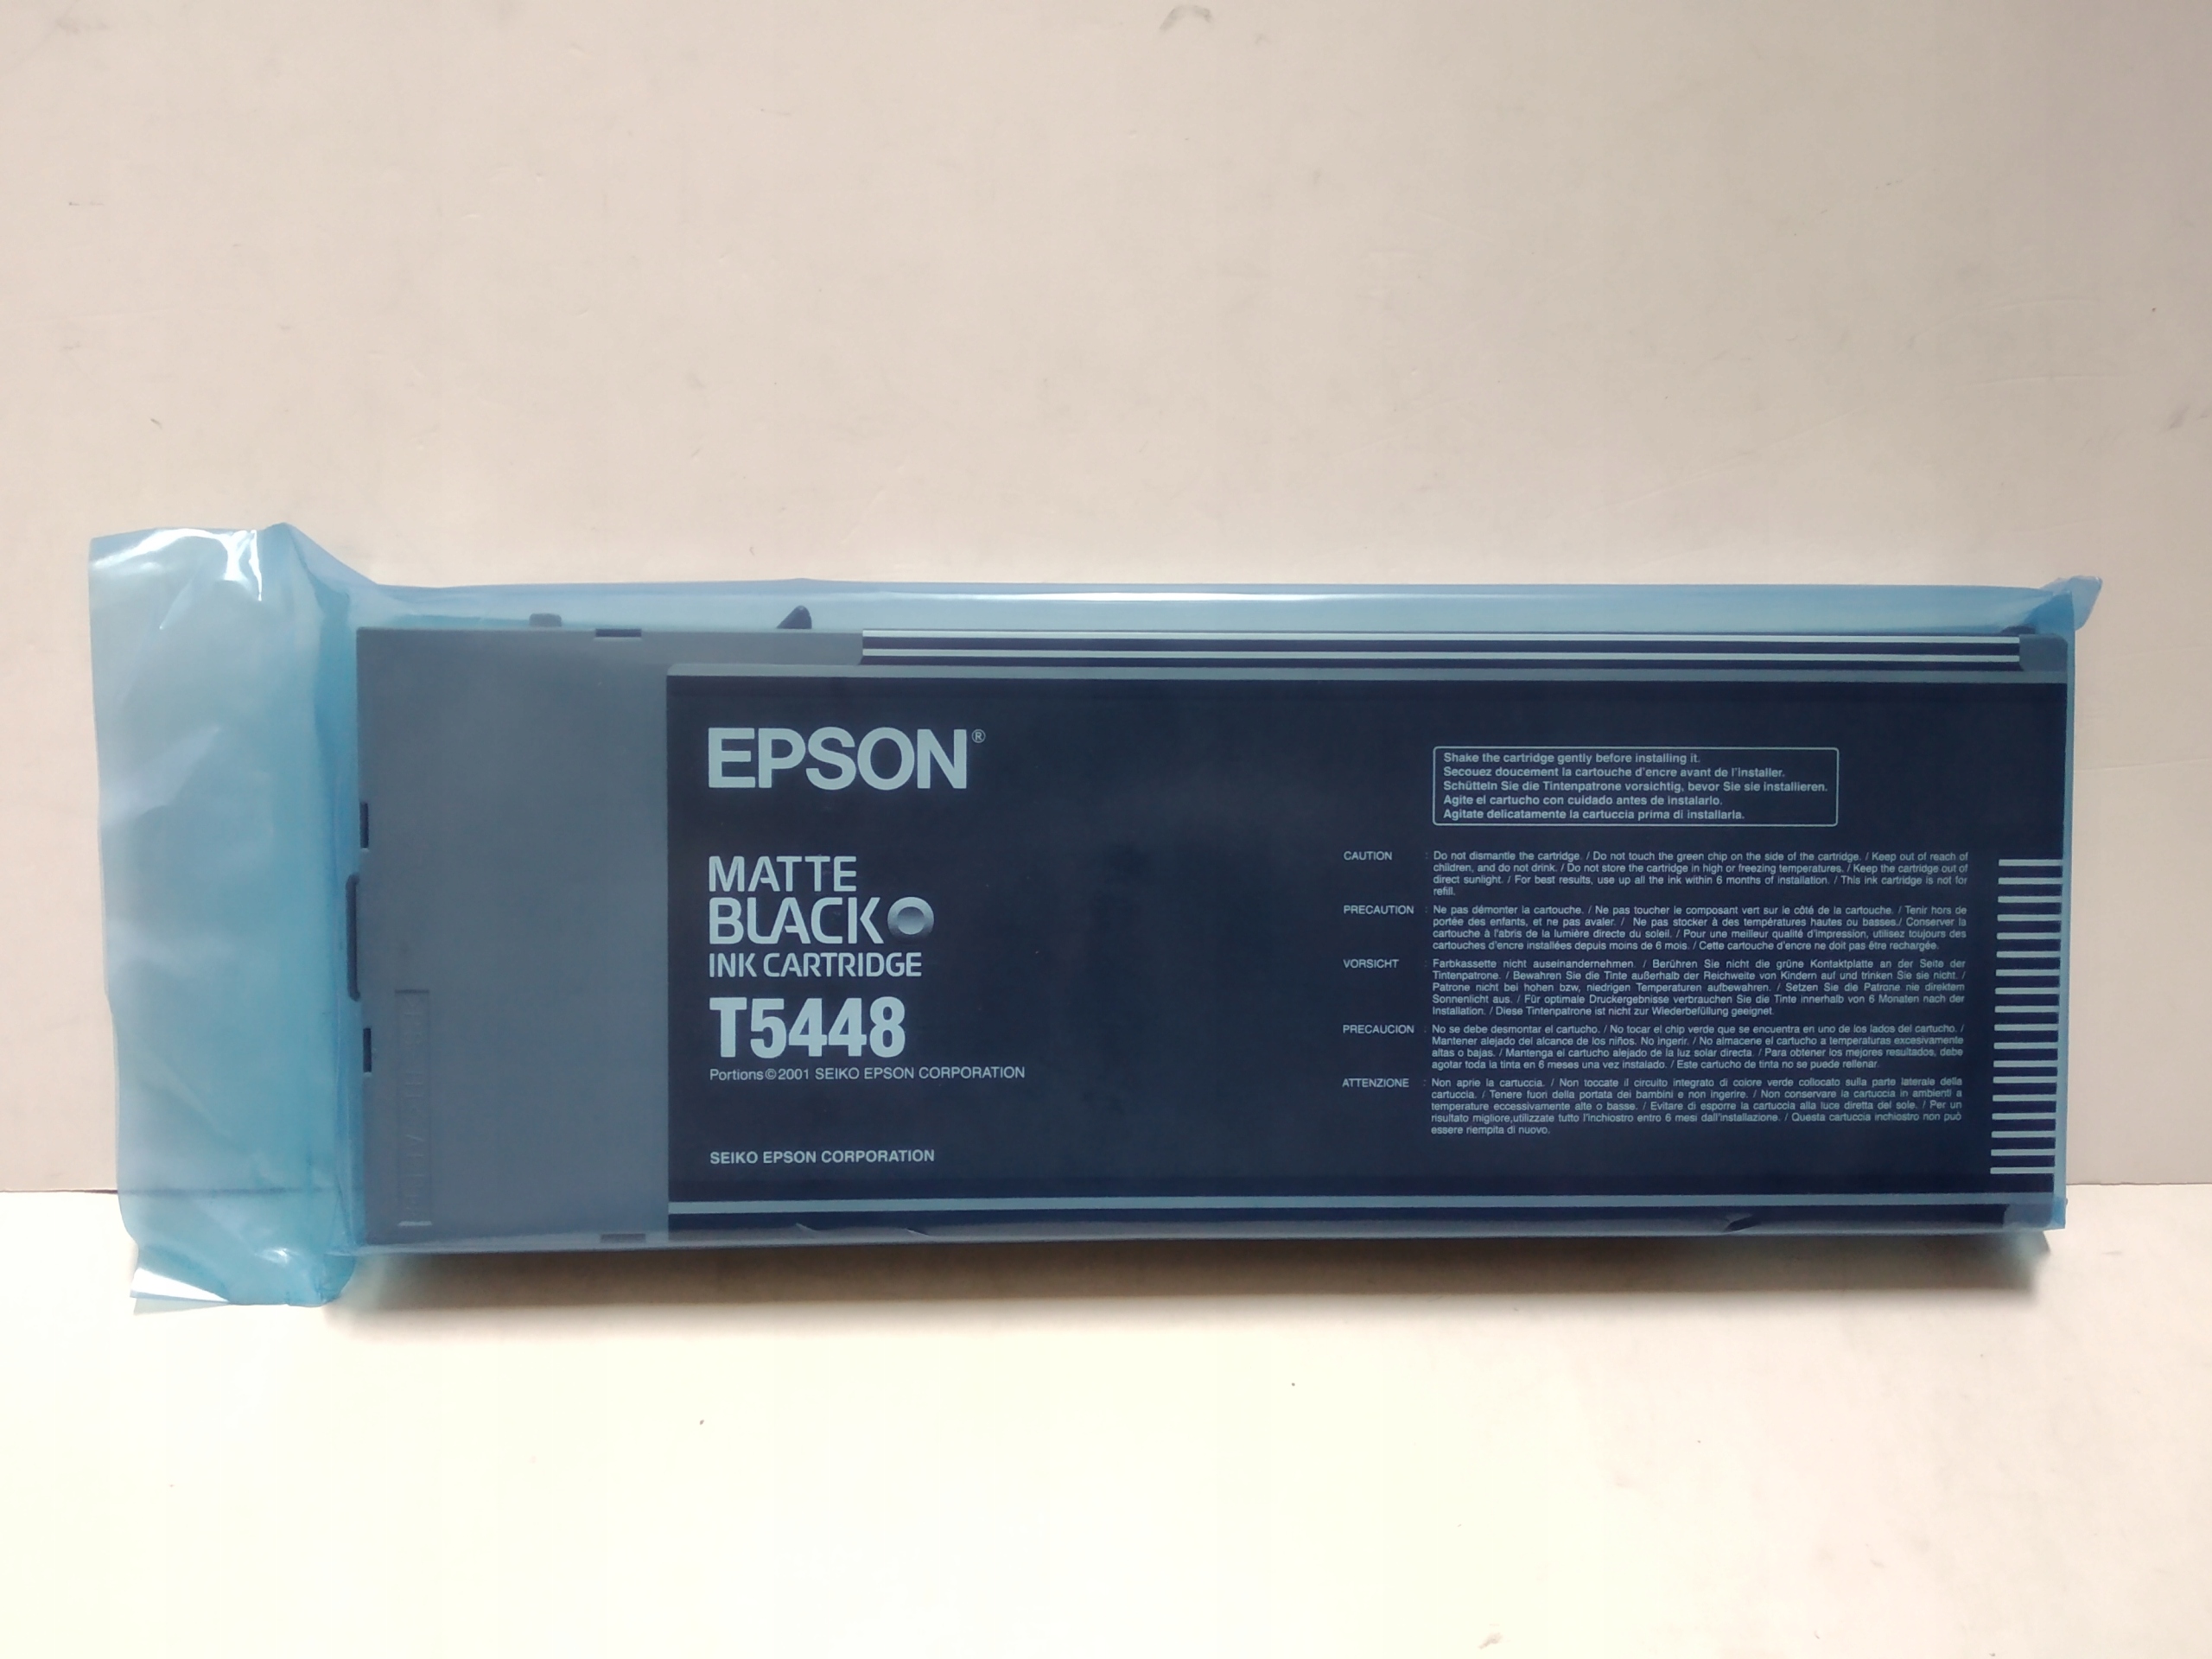 EPSON®
MATTE
BLACK
INK CARTRIDGE
T5448
Portions©2001 SEIKO EPSON CORPORATION
SEIKO EPSON CORPORATION
Shake the cartridge gently before installing it.
Secouez doucement la cartouche d'encre avant de l'installer.
Schütteln Sie die Tintenpatrone vorsichtig, bevor Sie sie installieren.
Agite el cartucho con cuidado antes de instalarlo.
Agitate delicatamente la cartuccia prima di installarla.
CAUTION : Do not dismantle the cartridge. / Do not touch the green chip on the side of the cartridge. / Keep out of reach of
children, and do not drink. / Do not store the cartridge in high or freezing temperatures. / Keep the cartridge out of
direct sunlight. / For best results, use up all the ink within 6 months of installation. / This ink cartridge is not for
refill.
PRECAUTION : Ne pas démonter la cartouche. / Ne pas toucher le composant vert sur le côté de la cartouche. / Tenir hors de
portée des enfants, et ne pas avaler. / Ne pas stocker à des températures hautes ou basses./ Conserver la
cartouche à l'abris de la lumière directe du soleil. / Pour une meilleur qualité d'impression, utilisez toujours des
cartouches d'encre installées depuis moins de 6 mois. / Cette cartouche d'encre ne doit pas être rechargée.
VORSICHT : Farbkassette nicht auseinandernehmen. / Berühren Sie nicht die grüne Kontaktplatte an der Seite der
Tintenpatrone. / Bewahren Sie die Tinte außerhalb der Reichweite von Kindern auf und trinken Sie sie nicht. /
Patrone nicht bei hohen bzw, niedrigen Temperaturen aufbewahren. / Setzen Sie die Patrone nie direktem
Sonnenlicht aus. / Für optimale Druckergebnisse verbrauchen Sie die Tinte innerhalb von 6 Monaten nach der
Installation. / Diese Tintenpatrone ist nicht zur Wiederbefüllung geeignet.
PRECAUCION : No se debe desmontar el cartucho. / No tocar el chip verde que se encuentra en uno de los lados del cartucho. /
Mantener alejado del alcance de los niños. No ingerir. / No almacene el cartucho a temperaturas excesivamente
altas o bajas. / Mantenga el cartucho alejado de la luz solar directa. / Para obtener los mejores resultados, debe
agotar toda la tinta en 6 meses una vez instalado. / Este cartucho de tinta no se puede rellenar.
ATTENZIONE : Non aprie la cartuccia. / Non toccate il circuito integrato di colore verde collocato sulla parte laterale della
cartuccia. / Tenere fuori della portata dei bambini e non ingerire. / Non conservare la cartuccia in ambienti a
temperature eccessivamente alte o basse. / Evitare di esporre la cartuccia alla luce diretta del sole. / Per un
risultato migliore,utilizzate tutto l'inchiostro entro 6 mesi dall'installazione. / Questa cartuccia inchiostro non può
essere riempita di nuovo.